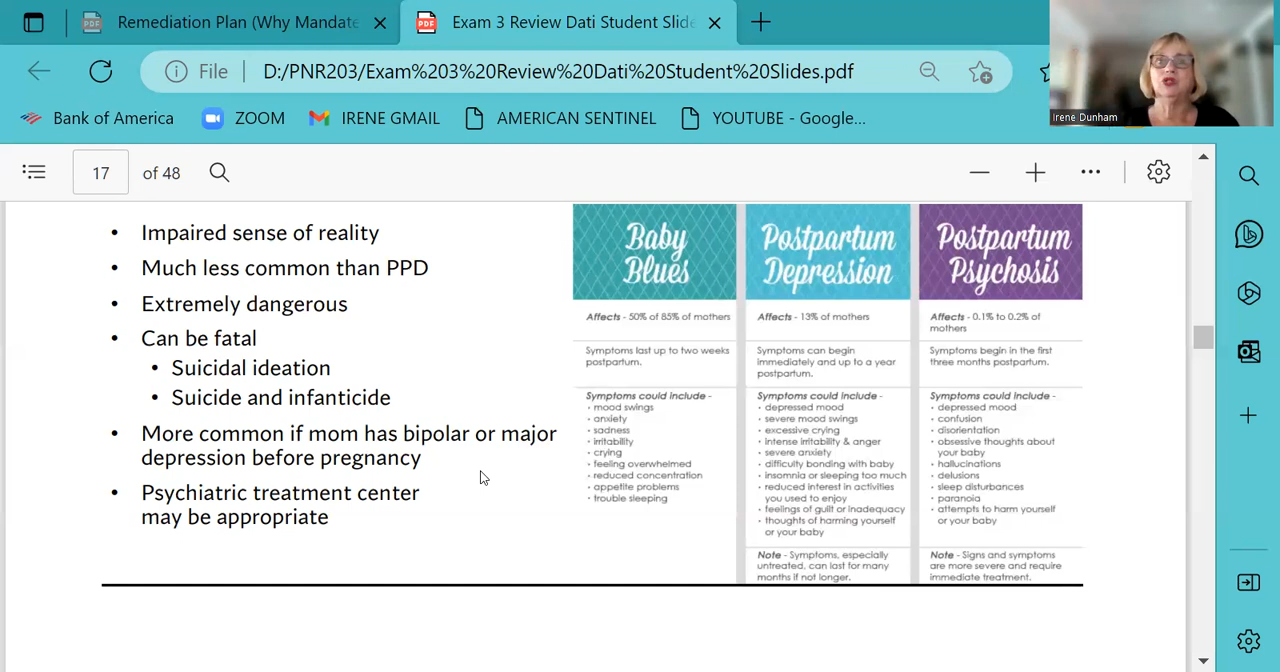 Remediation Plan (Why Mandate
Exam 3 Review Dati Student Slide
File
D:/PNR203/Exam%203%20Review%20Dati%20Student%20Slides.pdf
Bank of America
ZOOM
IRENE GMAIL
AMERICAN SENTINEL
YOUTUBE - Google...
Irene Dunham
17
of 48
• Impaired sense of reality
• Much less common than PPD
• Extremely dangerous
• Can be fatal
• Suicidal ideation
• Suicide and infanticide
• More common if mom has bipolar or major
depression before pregnancy
• Psychiatric treatment center
may be appropriate
Baby
Blues
Affects - 50% of 85% of mothers
Symptoms last up to two weeks
postpartum.
Symptoms could include -
• mood swings
• anxiety
• sadness
• irritability
• crying
• feeling overwhelmed
• reduced concentration
• appetite problems
• trouble sleeping
Postpartum
Depression
Affects - 13% of mothers
Symptoms can begin
immediately and up to a year
postpartum.
Symptoms could include -
• depressed mood
• severe mood swings
• excessive crying
• intense irritability & anger
• severe anxiety
• difficulty bonding with baby
• insomnia or sleeping too much
• reduced interest in activities
you used to enjoy
• feelings of guilt or inadequacy
• thoughts of harming yourself
or your baby
Note - Symptoms, especially
untreated, can last for many
months if not longer.
Postpartum
Psychosis
Affects - 0.1% to 0.2% of
mothers
Symptoms begin in the first
three months postpartum.
Symptoms could include -
• depressed mood
• confusion
• disorientation
• obsessive thoughts about
your baby
• hallucinations
• delusions
• sleep disturbances
• paranoia
• attempts to harm yourself
or your baby
Note - Signs and symptoms
are more severe and require
immediate treatment.